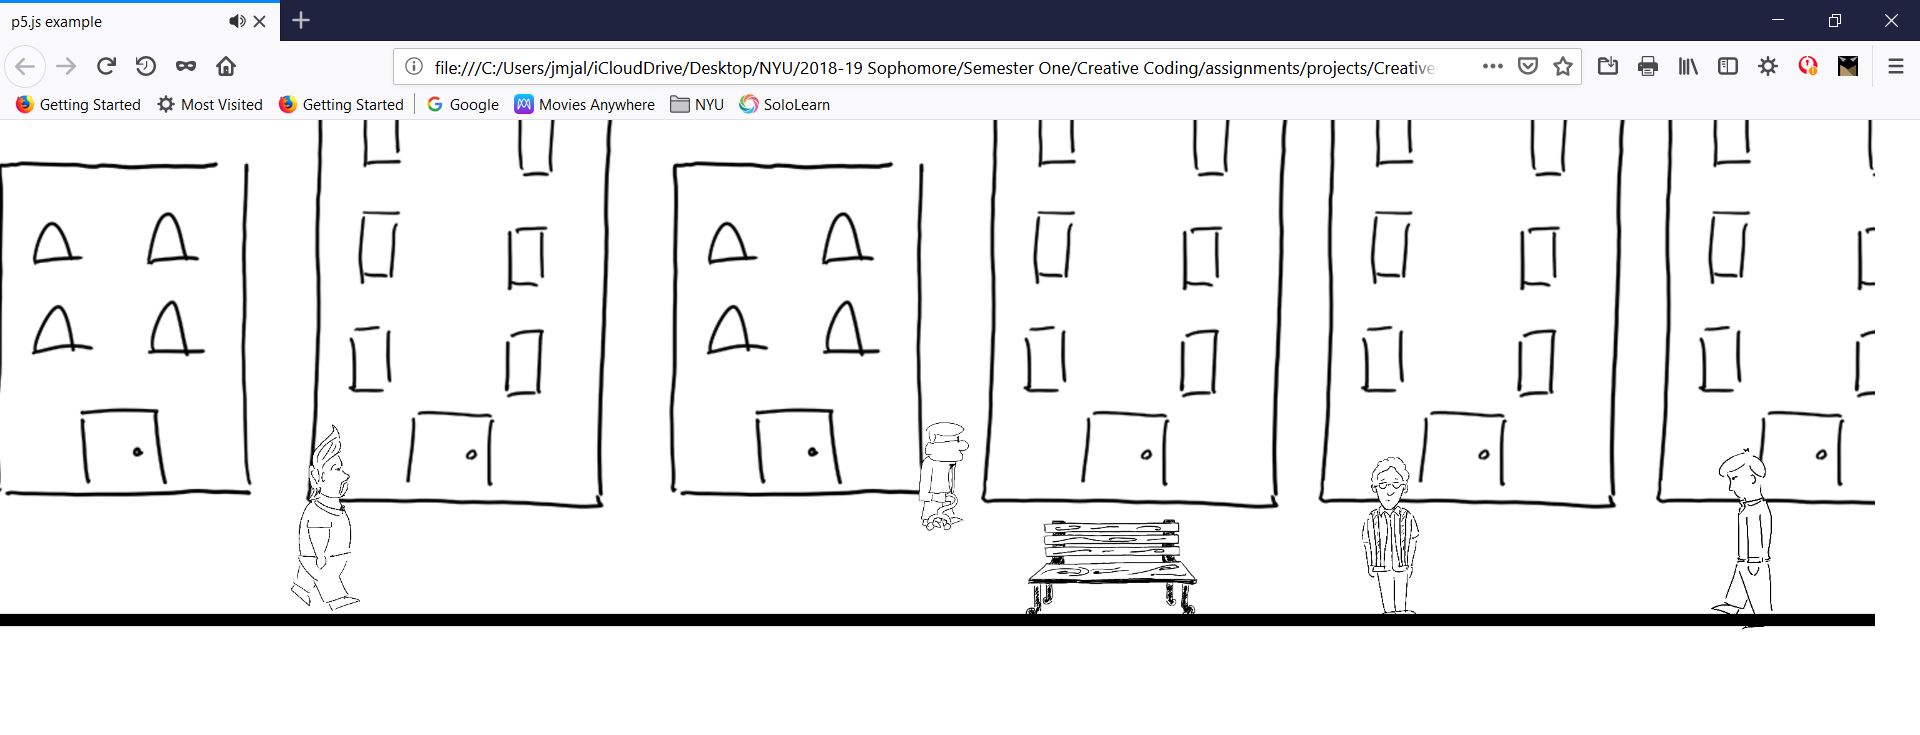 p5.js example
file:///C:/Users/jmjal/iCloudDrive/Desktop/NYU/2018-19 Sophomore/Semester One/Creative Coding/assignments/projects/Creative
Getting Started Most Visited Getting Started Google Movies Anywhere NYU SoloLearn